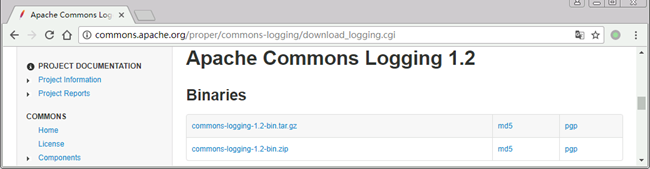 Apache Commons Log
commons.apache.org/proper/commons-logging/download_logging.cgi
PROJECT DOCUMENTATION
Project Information
Project Reports
COMMONS
Home
License
Components
Apache Commons Logging 1.2
Binaries
commons-logging-1.2-bin.tar.gz md5 pgp
commons-logging-1.2-bin.zip md5 pgp